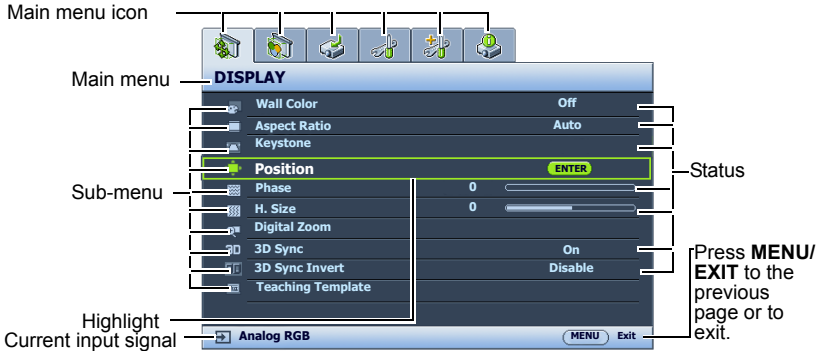 Main menu icon
Main menu
DISPLAY
Wall Color Off
Aspect Ratio Auto
Keystone
Position ENTER
Status
Sub-menu
Phase 0
H. Size 0
Digital Zoom
3D 3D Sync On
3D Sync Invert Disable
Teaching Template
Press MENU/
EXIT to the
previous
page or to
exit.
Highlight
Current input signal
Analog RGB MENU Exit